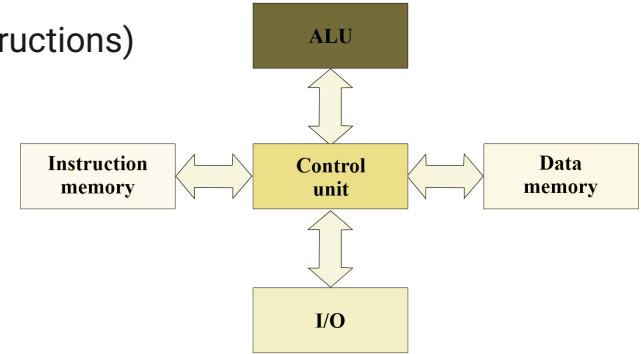 ructions)
ALU
Instruction
memory
Control
unit
Data
memory
I/O